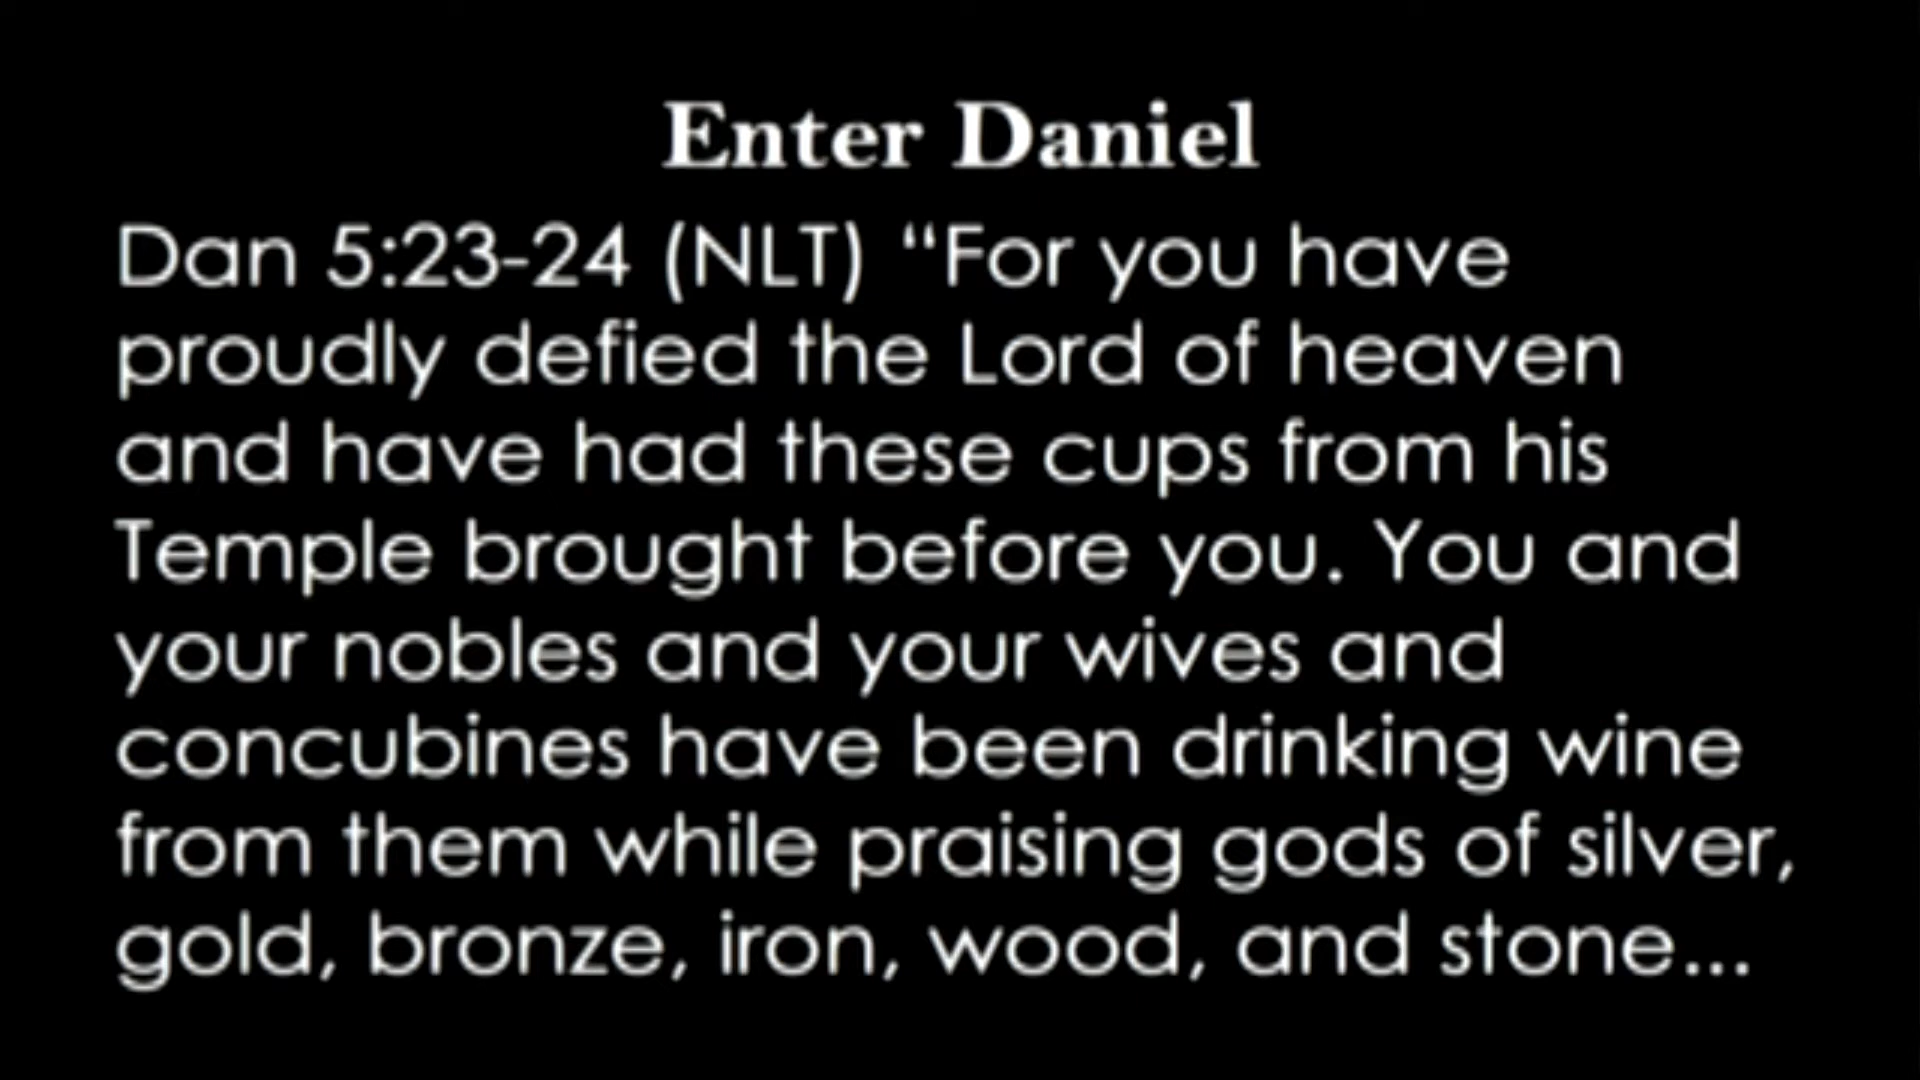 Enter Daniel
Dan 5:23-24 (NLT) “For you have
proudly defied the Lord of heaven
and have had these cups from his
Temple brought before you. You and
your nobles and your wives and
concubines have been drinking wine
from them while praising gods of silver,
gold, bronze, iron, wood, and stone...